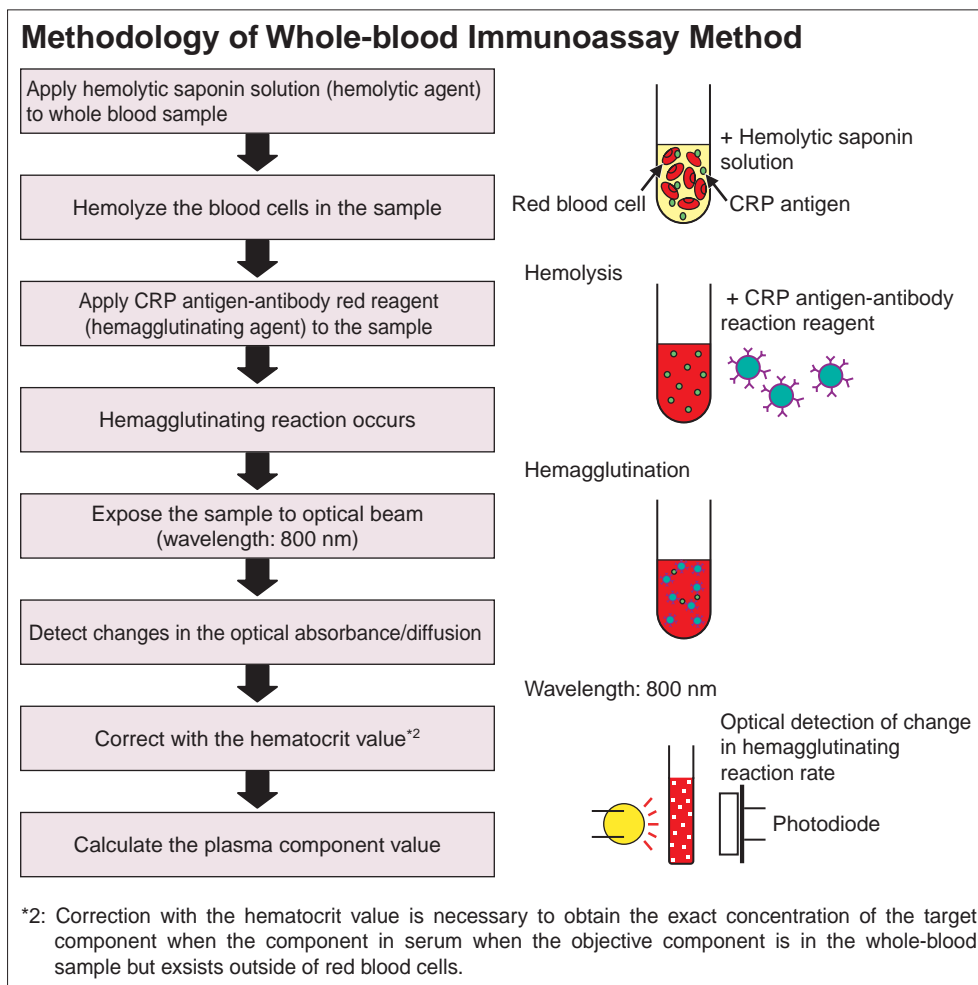 Methodology of Whole-blood Immunoassay Method
Apply hemolytic saponin solution (hemolytic agent)
to whole blood sample
Hemolyze the blood cells in the sample
Apply CRP antigen-antibody red reagent
(hemagglutinating agent) to the sample
Hemagglutinating reaction occurs
Expose the sample to optical beam
(wavelength: 800 nm)
Detect changes in the optical absorbance/diffusion
Correct with the hematocrit value*2
Calculate the plasma component value
+ Hemolytic saponin
solution
Red blood cell
CRP antigen
Hemolysis
+ CRP antigen-antibody
reaction reagent
Hemagglutination
Wavelength: 800 nm
Optical detection of change
in hemagglutinating
reaction rate
Photodiode
*2: Correction with the hematocrit value is necessary to obtain the exact concentration of the target
component when the component in serum when the objective component is in the whole-blood
sample but exsists outside of red blood cells.